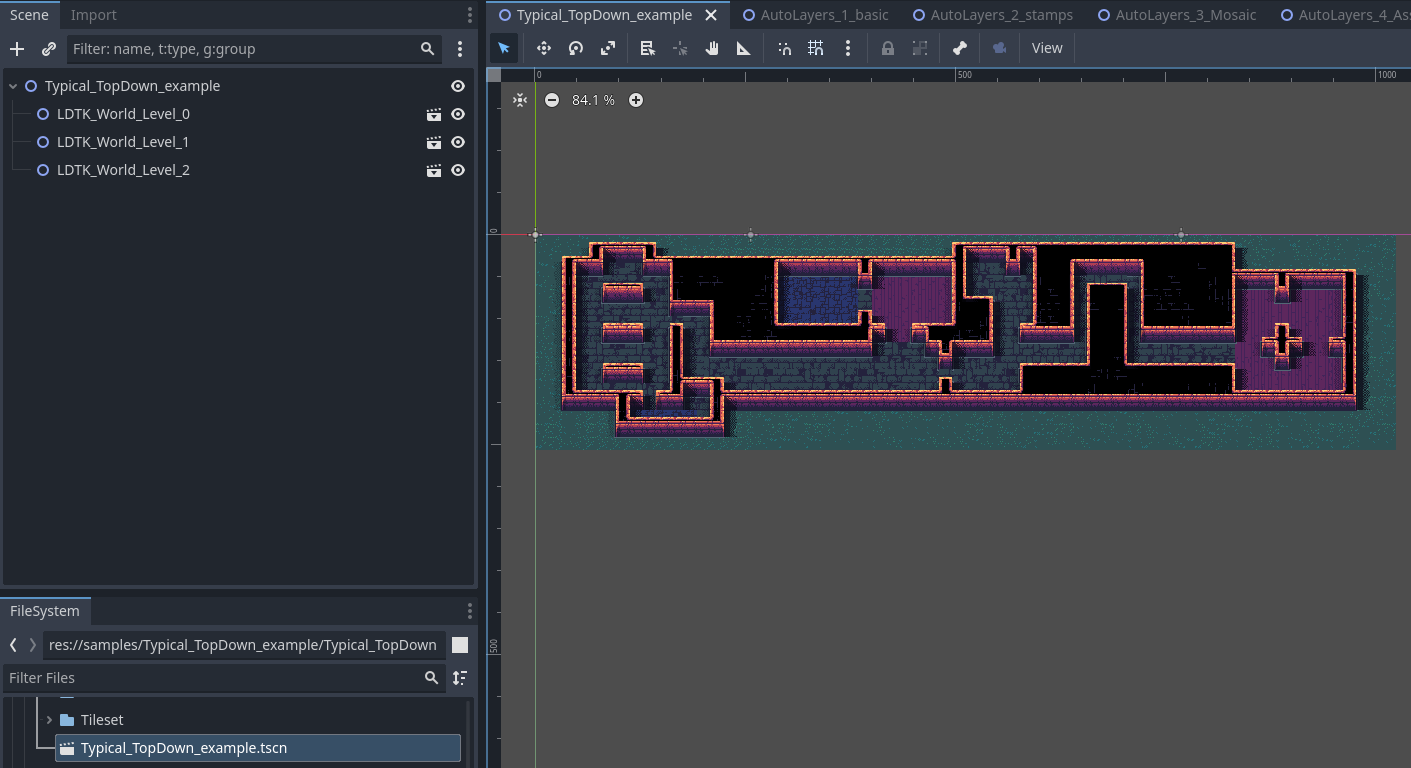 Scene Import
Filter: name, t:type, g:group
Typical_TopDown_example
LDTK_World_Level_0
LDTK_World_Level_1
LDTK_World_Level_2
FileSystem
res://samples/Typical_TopDown_example/Typical_TopDown
Filter Files
Tileset
Typical_TopDown_example.tscn
Typical_TopDown_example AutoLayers_1_basic AutoLayers_2_stamps AutoLayers_3_Mosaic AutoLayers_4_Ass
View
0 500 1000
84.1 %
0
500